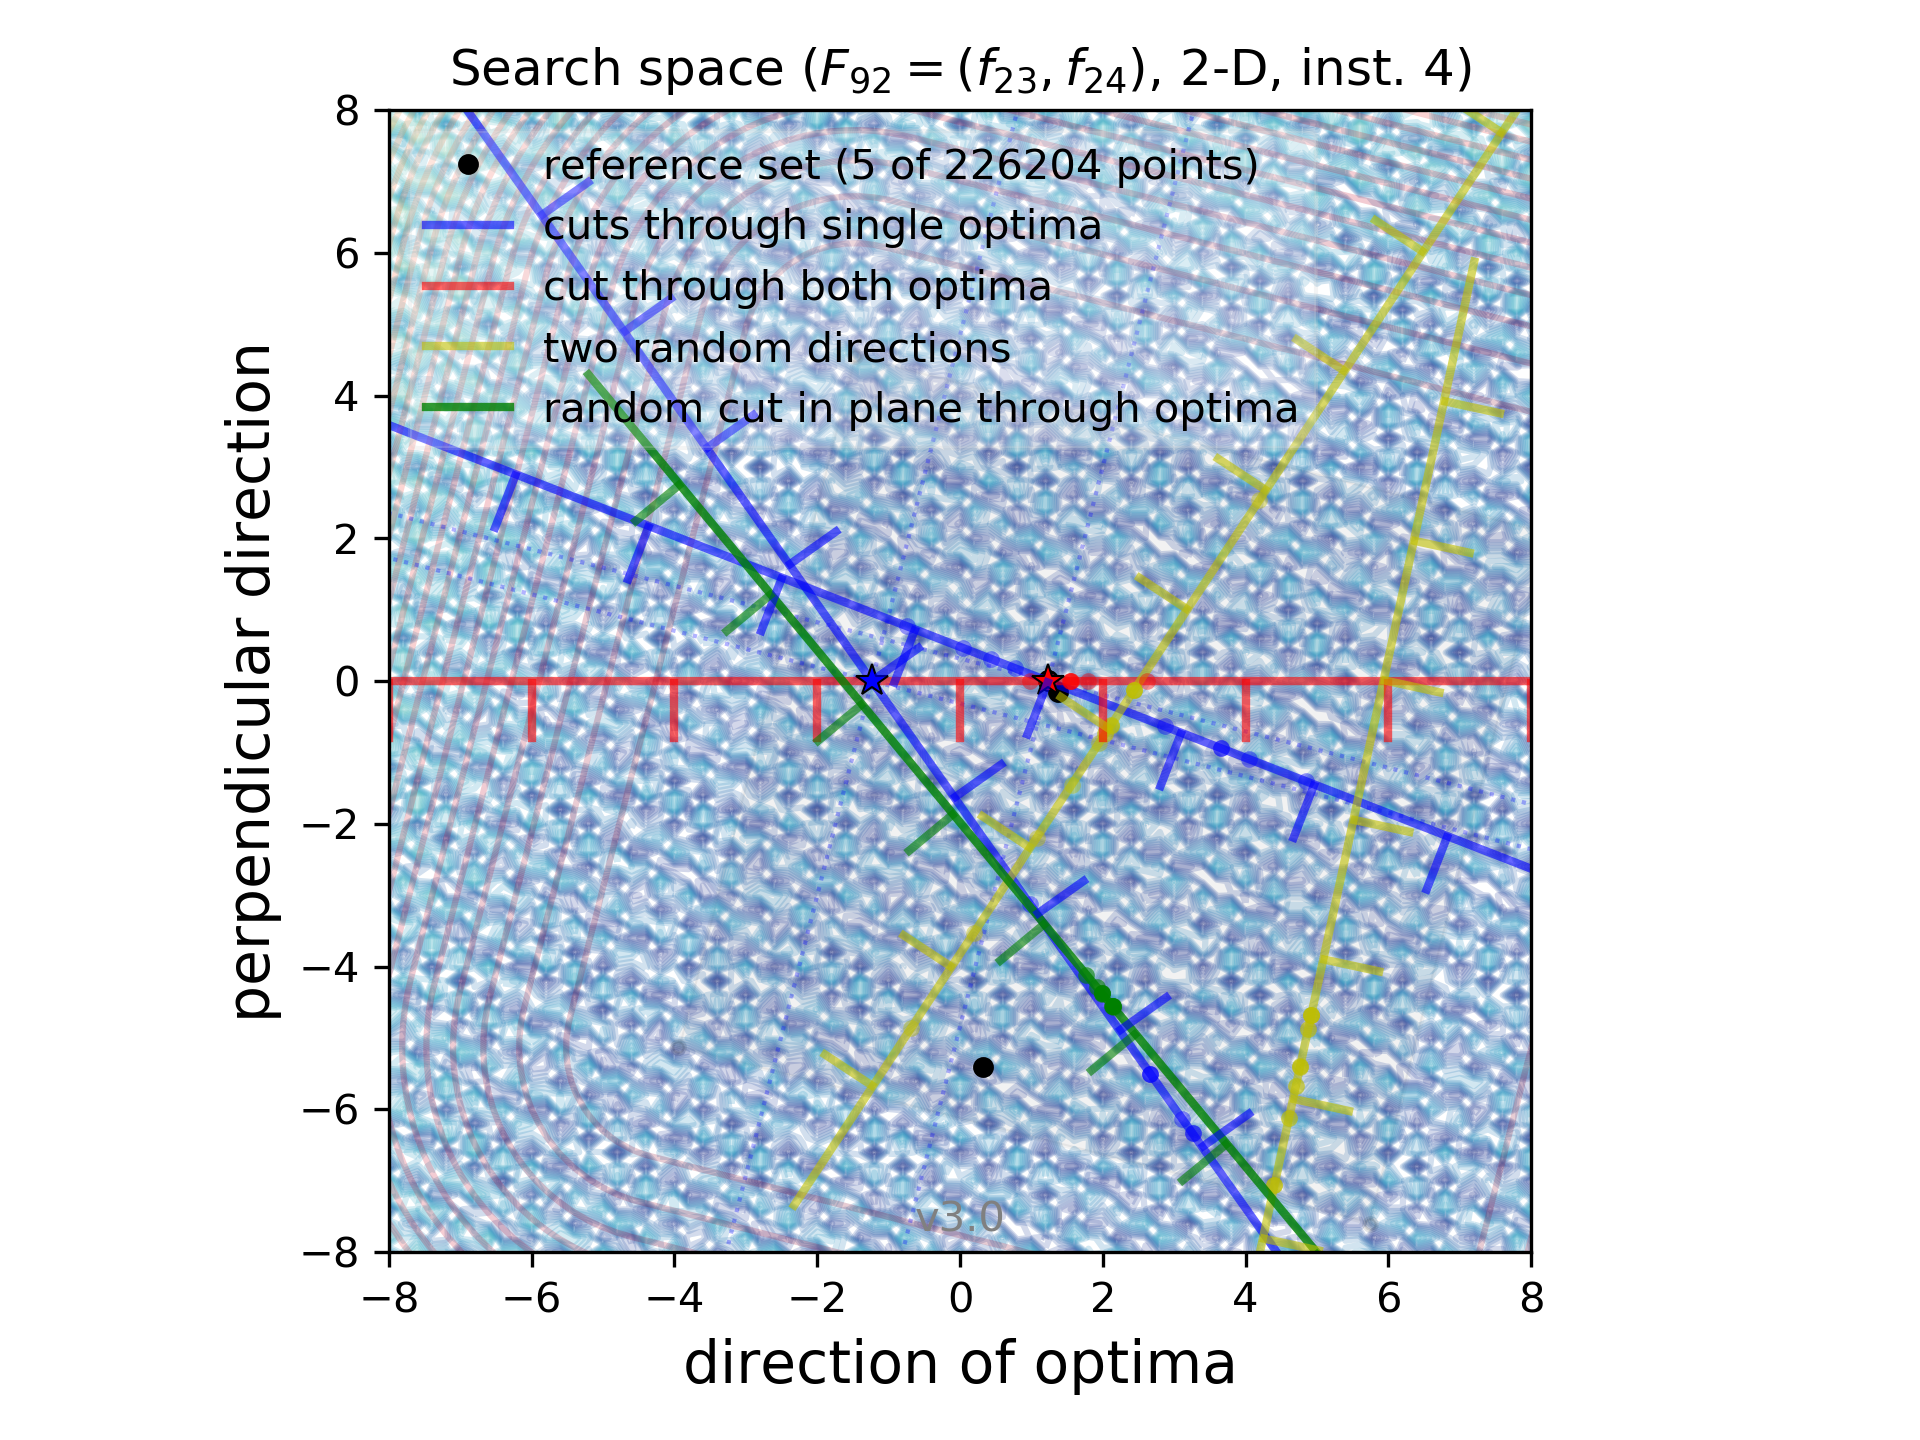 Search space (F₉₂ = (f₂₃, f₂₄), 2-D, inst. 4)
reference set (5 of 226204 points)
cuts through single optima
cut through both optima
two random directions
random cut in plane through optima
8
6
4
2
0
−2
−4
−6
−8
perpendicular direction
v3.0
−8 −6 −4 −2 0 2 4 6 8
direction of optima